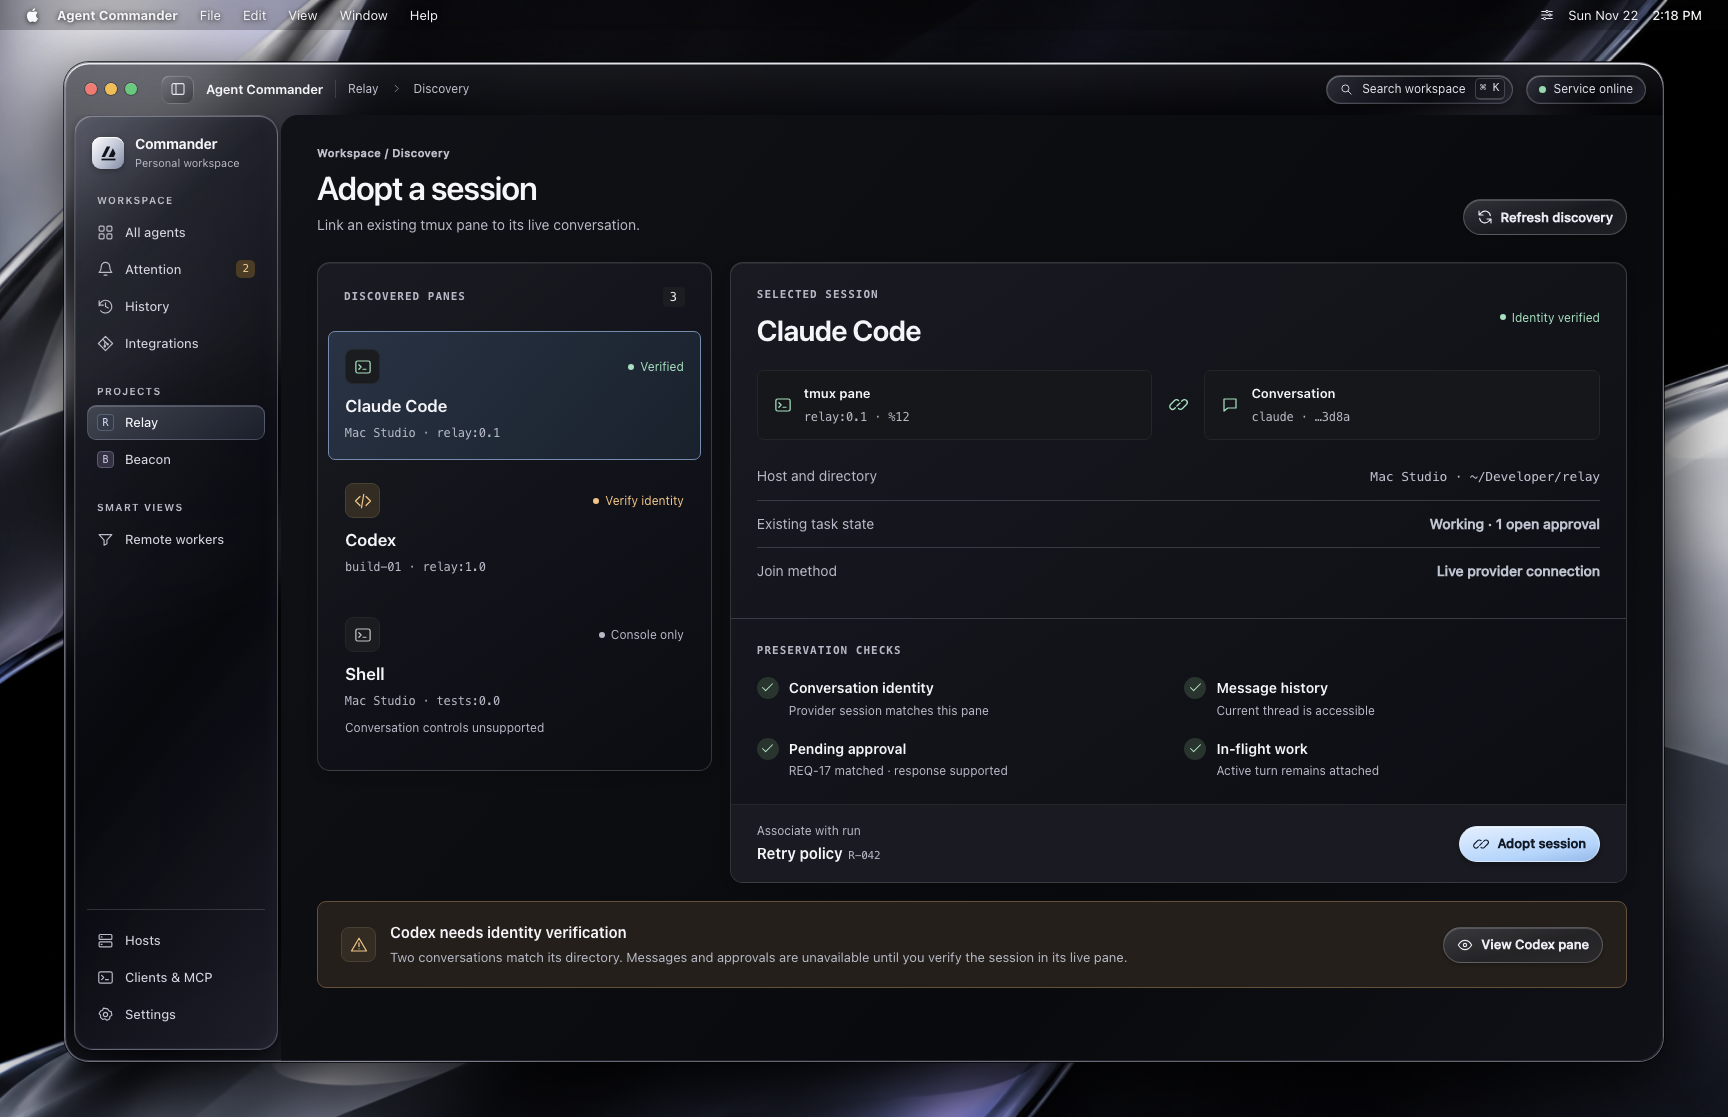 Agent Commander File Edit View Window Help
Sun Nov 22 2:18 PM
Agent Commander Relay Discovery
Search workspace ⌘ K
Service online
Commander
Personal workspace
WORKSPACE
All agents
Attention 2
History
Integrations
PROJECTS
R Relay
B Beacon
SMART VIEWS
Remote workers
Hosts
Clients & MCP
Settings
Workspace / Discovery
Adopt a session
Link an existing tmux pane to its live conversation.
Refresh discovery
DISCOVERED PANES 3
Verified
Claude Code
Mac Studio · relay:0.1
Verify identity
Codex
build-01 · relay:1.0
Console only
Shell
Mac Studio · tests:0.0
Conversation controls unsupported
SELECTED SESSION
Claude Code
Identity verified
tmux pane
relay:0.1 · %12
Conversation
claude · …3d8a
Host and directory Mac Studio · ~/Developer/relay
Existing task state Working · 1 open approval
Join method Live provider connection
PRESERVATION CHECKS
Conversation identity
Provider session matches this pane
Message history
Current thread is accessible
Pending approval
REQ-17 matched · response supported
In-flight work
Active turn remains attached
Associate with run
Retry policy R-042
Adopt session
Codex needs identity verification
Two conversations match its directory. Messages and approvals are unavailable until you verify the session in its live pane.
View Codex pane